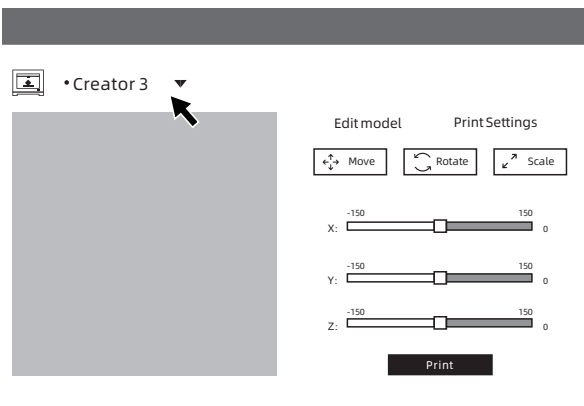 • Creator 3
Edit model Print Settings
Move Rotate Scale
-150 150
X: 0
-150 150
Y: 0
-150 150
Z: 0
Print